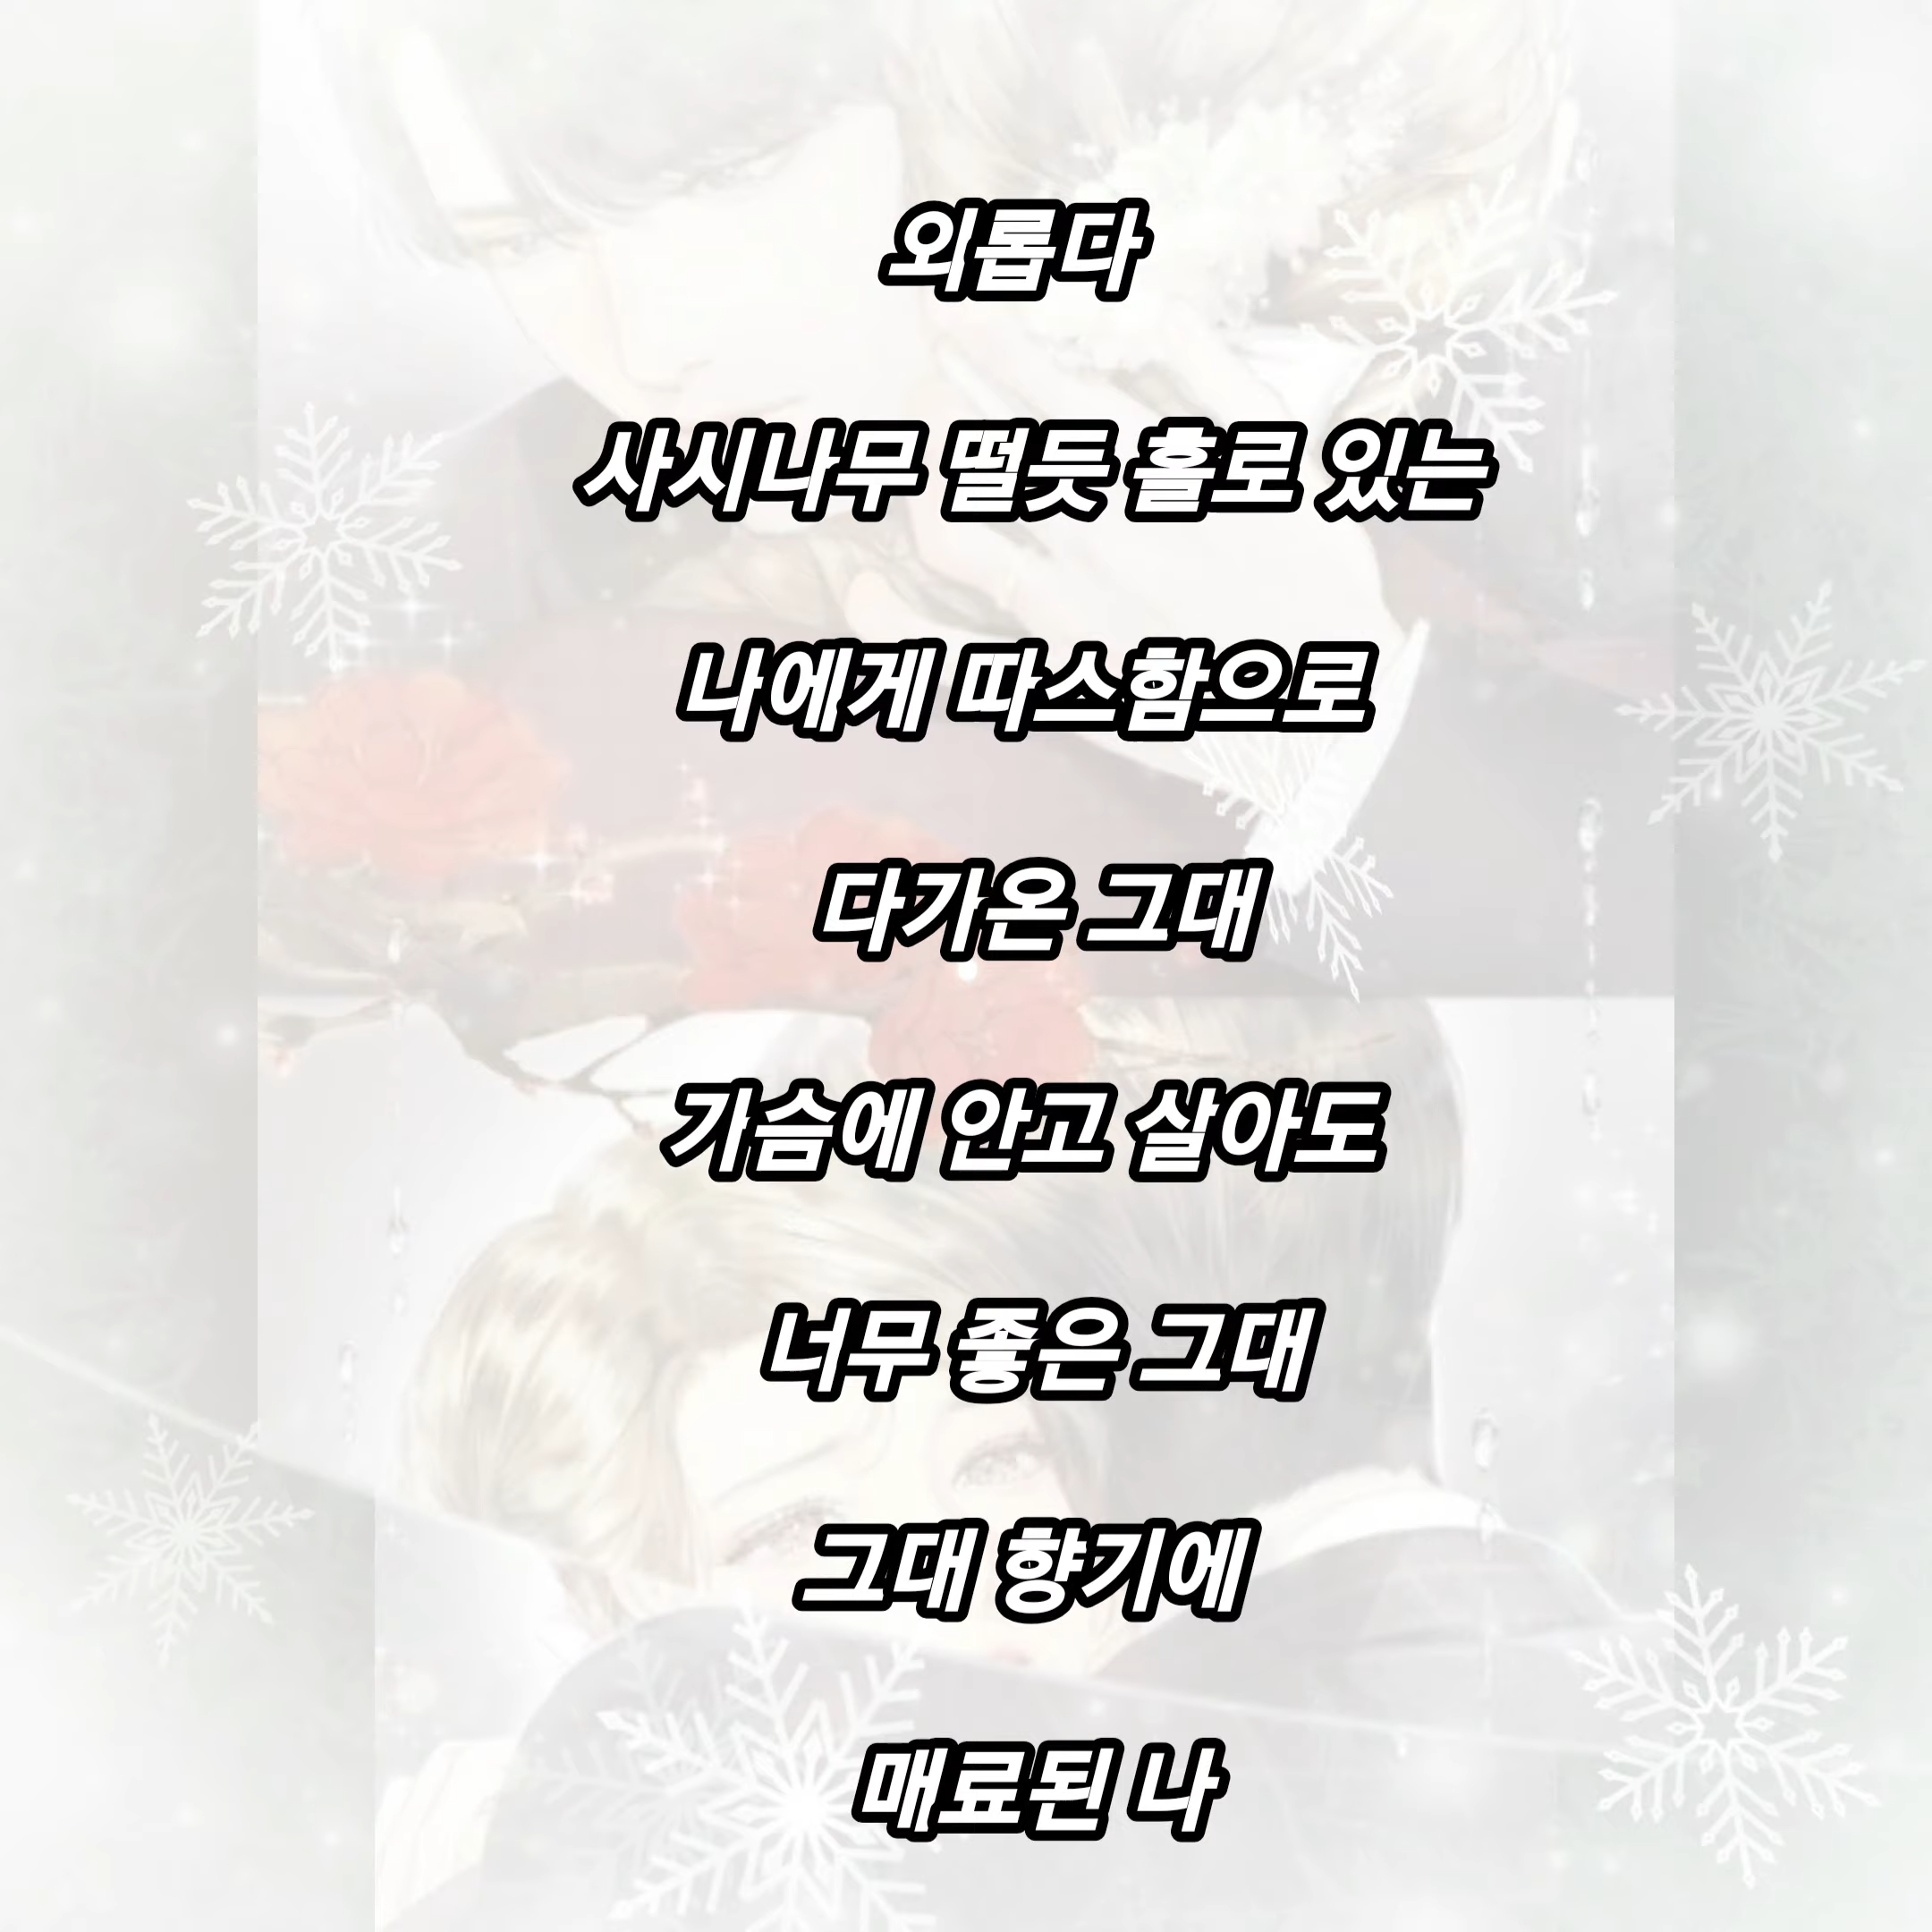 외롭다
사시나무 떨듯 홀로 있는
나에게 따스함으로
다가온 그대
가슴에 안고 살아도
너무 좋은 그대
그대 향기에
매료된 나